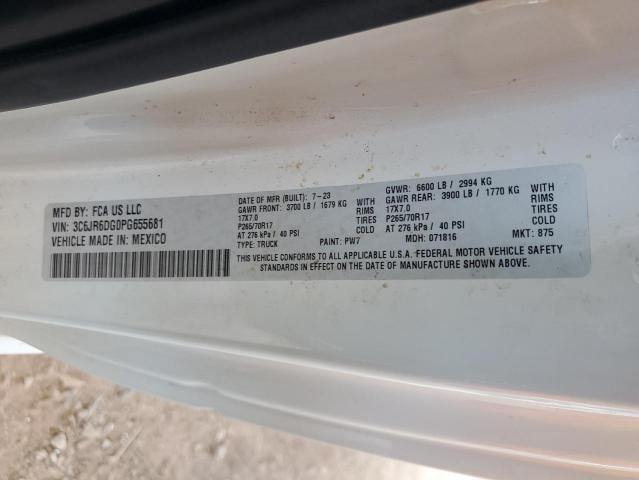 MFD BY: FCA US LLC
VIN: 3C6JR6DG0PG655681
VEHICLE MADE IN: MEXICO
DATE OF MFR (BUILT): 7-23
GAWR FRONT: 3700 LB / 1679 KG WITH
17X7.0 RIMS
P265/70R17 TIRES
AT 276 kPa / 40 PSI COLD
TYPE: TRUCK PAINT: PW7
GVWR: 6600 LB / 2994 KG
GAWR REAR: 3900 LB / 1770 KG WITH
17X7.0 RIMS
P265/70R17 TIRES
AT 276 kPa / 40 PSI COLD
MDH: 071816 MKT: 875
THIS VEHICLE CONFORMS TO ALL APPLICABLE U.S.A. FEDERAL MOTOR VEHICLE SAFETY
STANDARDS IN EFFECT ON THE DATE OF MANUFACTURE SHOWN ABOVE.